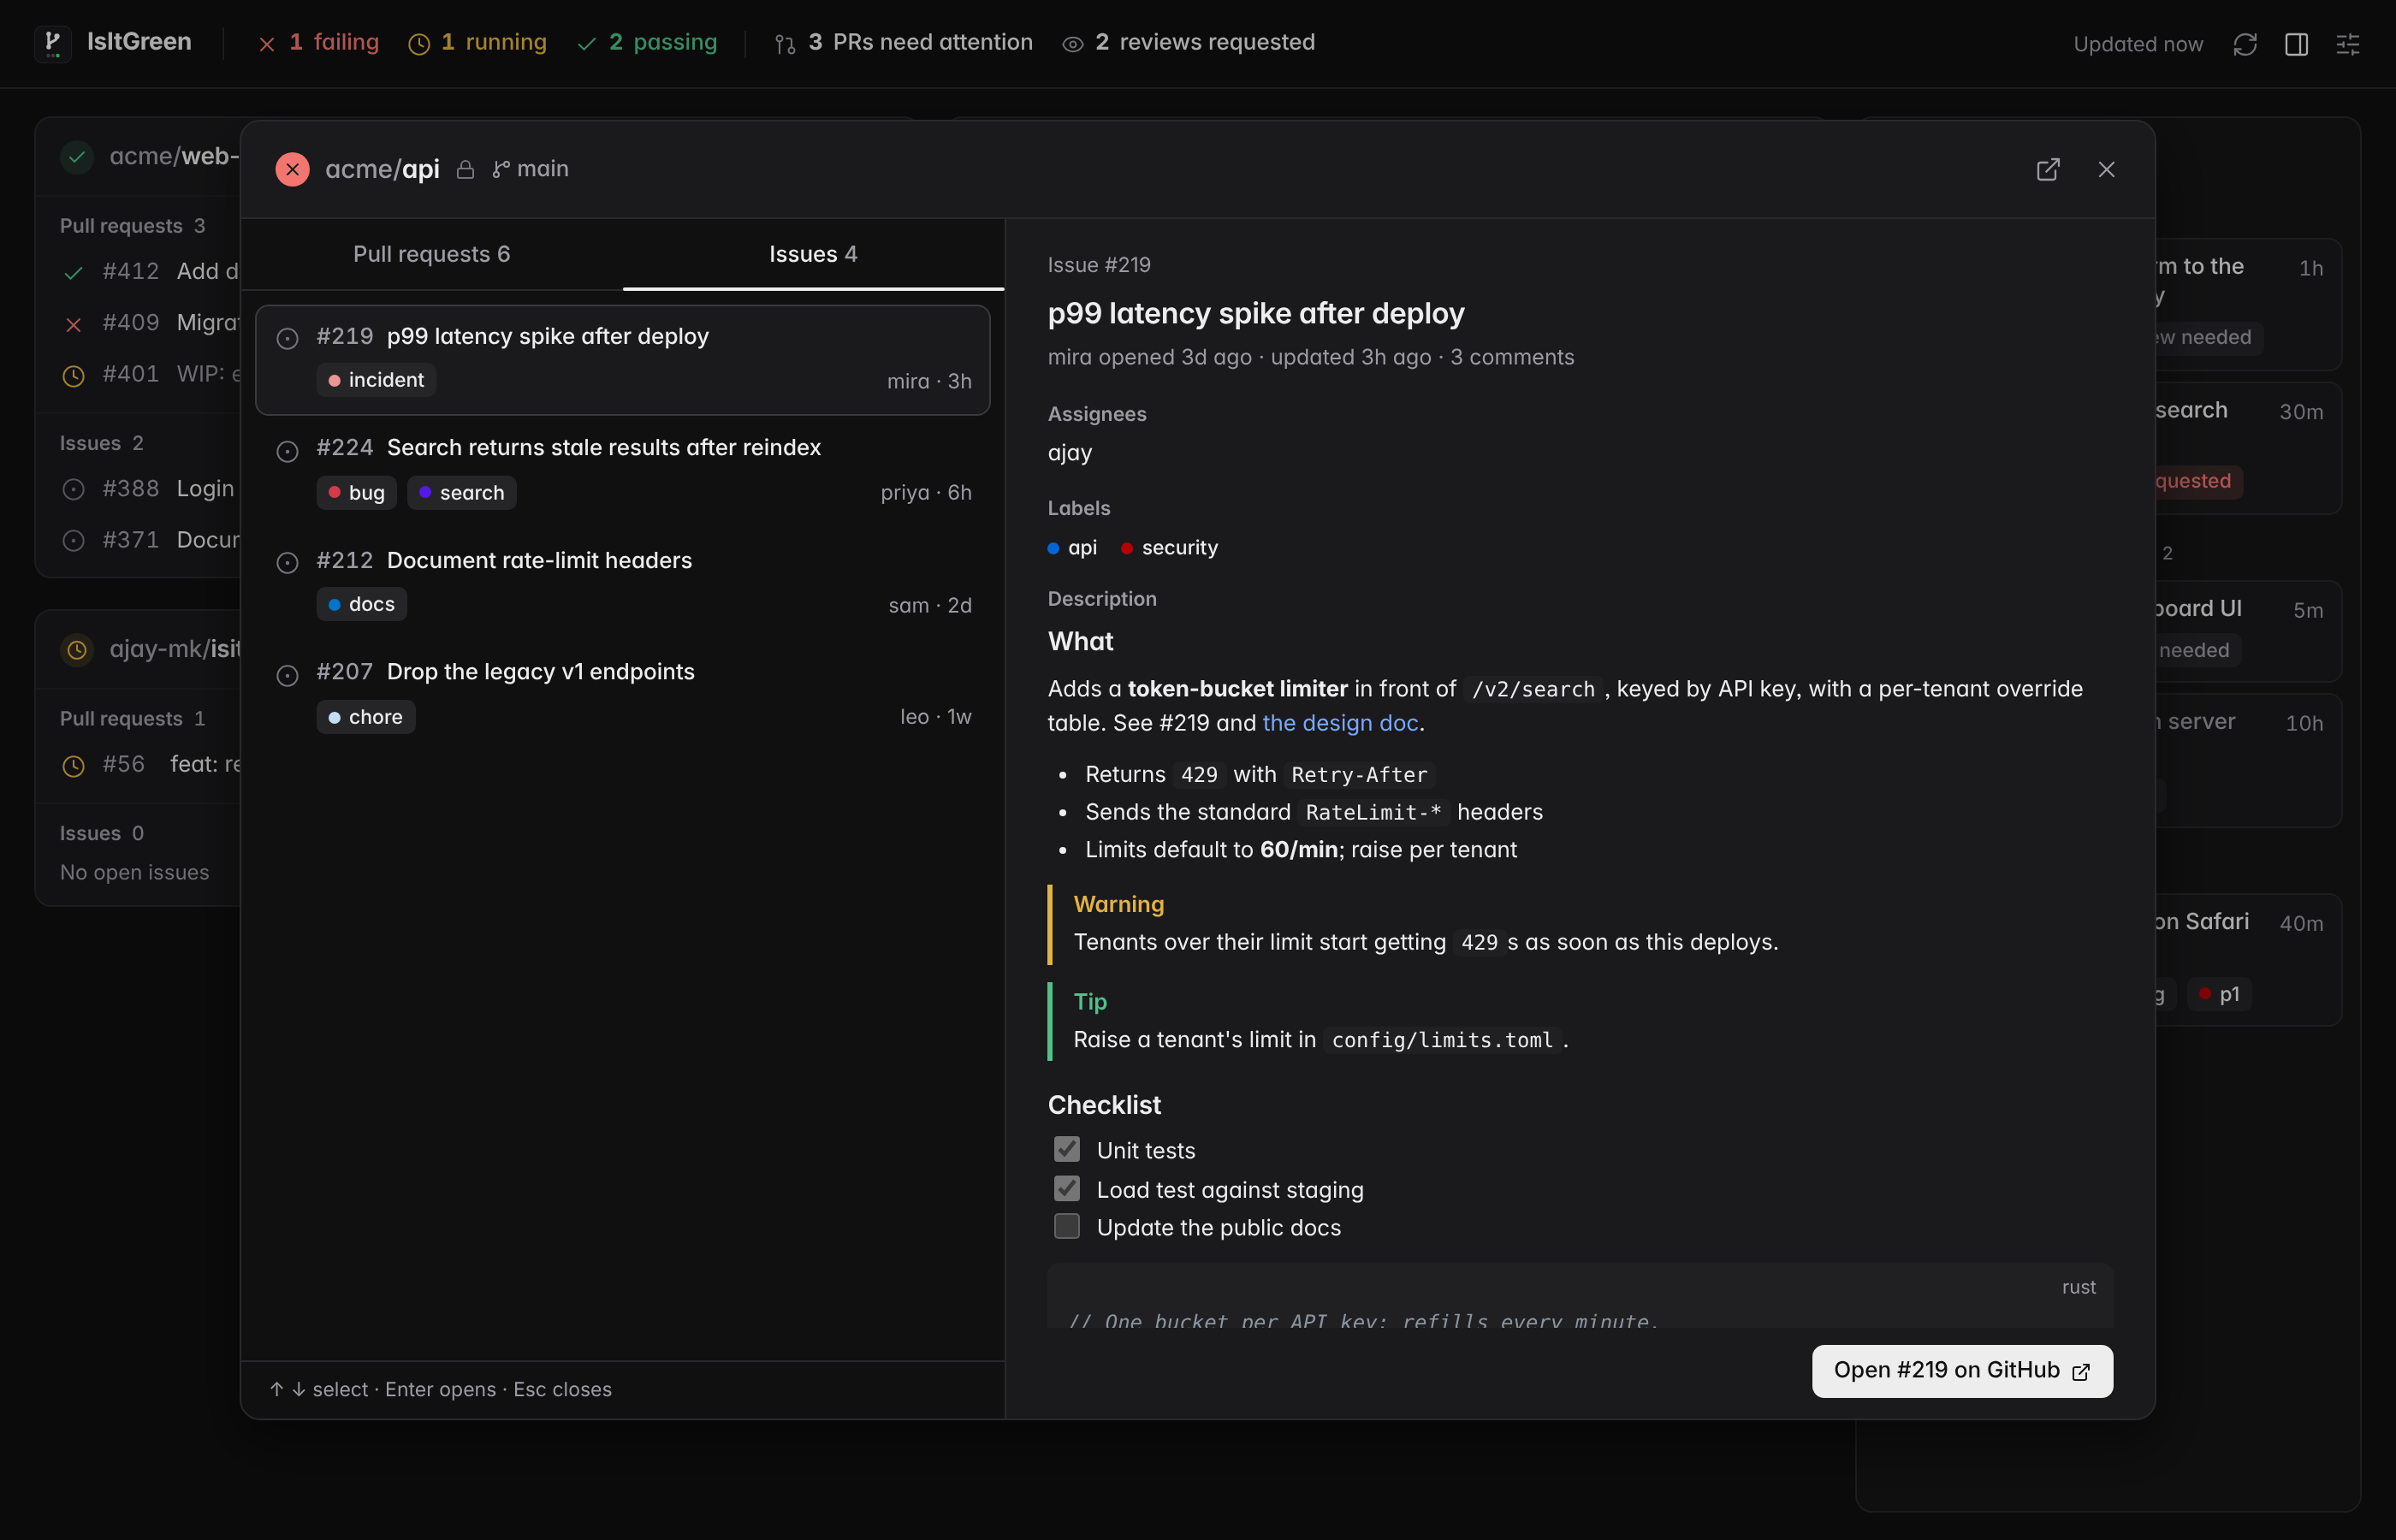 IsItGreen
1 failing
1 running
2 passing
3 PRs need attention
2 reviews requested
Updated now
acme/web-
Pull requests 3
#412 Add d
#409 Migra
#401 WIP: e
Issues 2
#388 Login
#371 Docur
ajay-mk/isit
Pull requests 1
#56 feat: re
Issues 0
No open issues
acme/api main
Pull requests 6
Issues 4
#219 p99 latency spike after deploy
incident
mira · 3h
#224 Search returns stale results after reindex
bug search
priya · 6h
#212 Document rate-limit headers
docs
sam · 2d
#207 Drop the legacy v1 endpoints
chore
leo · 1w
↑ ↓ select · Enter opens · Esc closes
Issue #219
p99 latency spike after deploy
mira opened 3d ago · updated 3h ago · 3 comments
Assignees
ajay
Labels
api security
Description
What
Adds a token-bucket limiter in front of /v2/search, keyed by API key, with a per-tenant override
table. See #219 and the design doc.
• Returns 429 with Retry-After
• Sends the standard RateLimit-* headers
• Limits default to 60/min; raise per tenant
Warning
Tenants over their limit start getting 429s as soon as this deploys.
Tip
Raise a tenant's limit in config/limits.toml.
Checklist
Unit tests
Load test against staging
Update the public docs
rust
// One bucket per API key; refills every minute.
Open #219 on GitHub
m to the 1h
y
ew needed
search 30m
quested
2
board UI 5m
needed
n server 10h
on Safari 40m
g p1